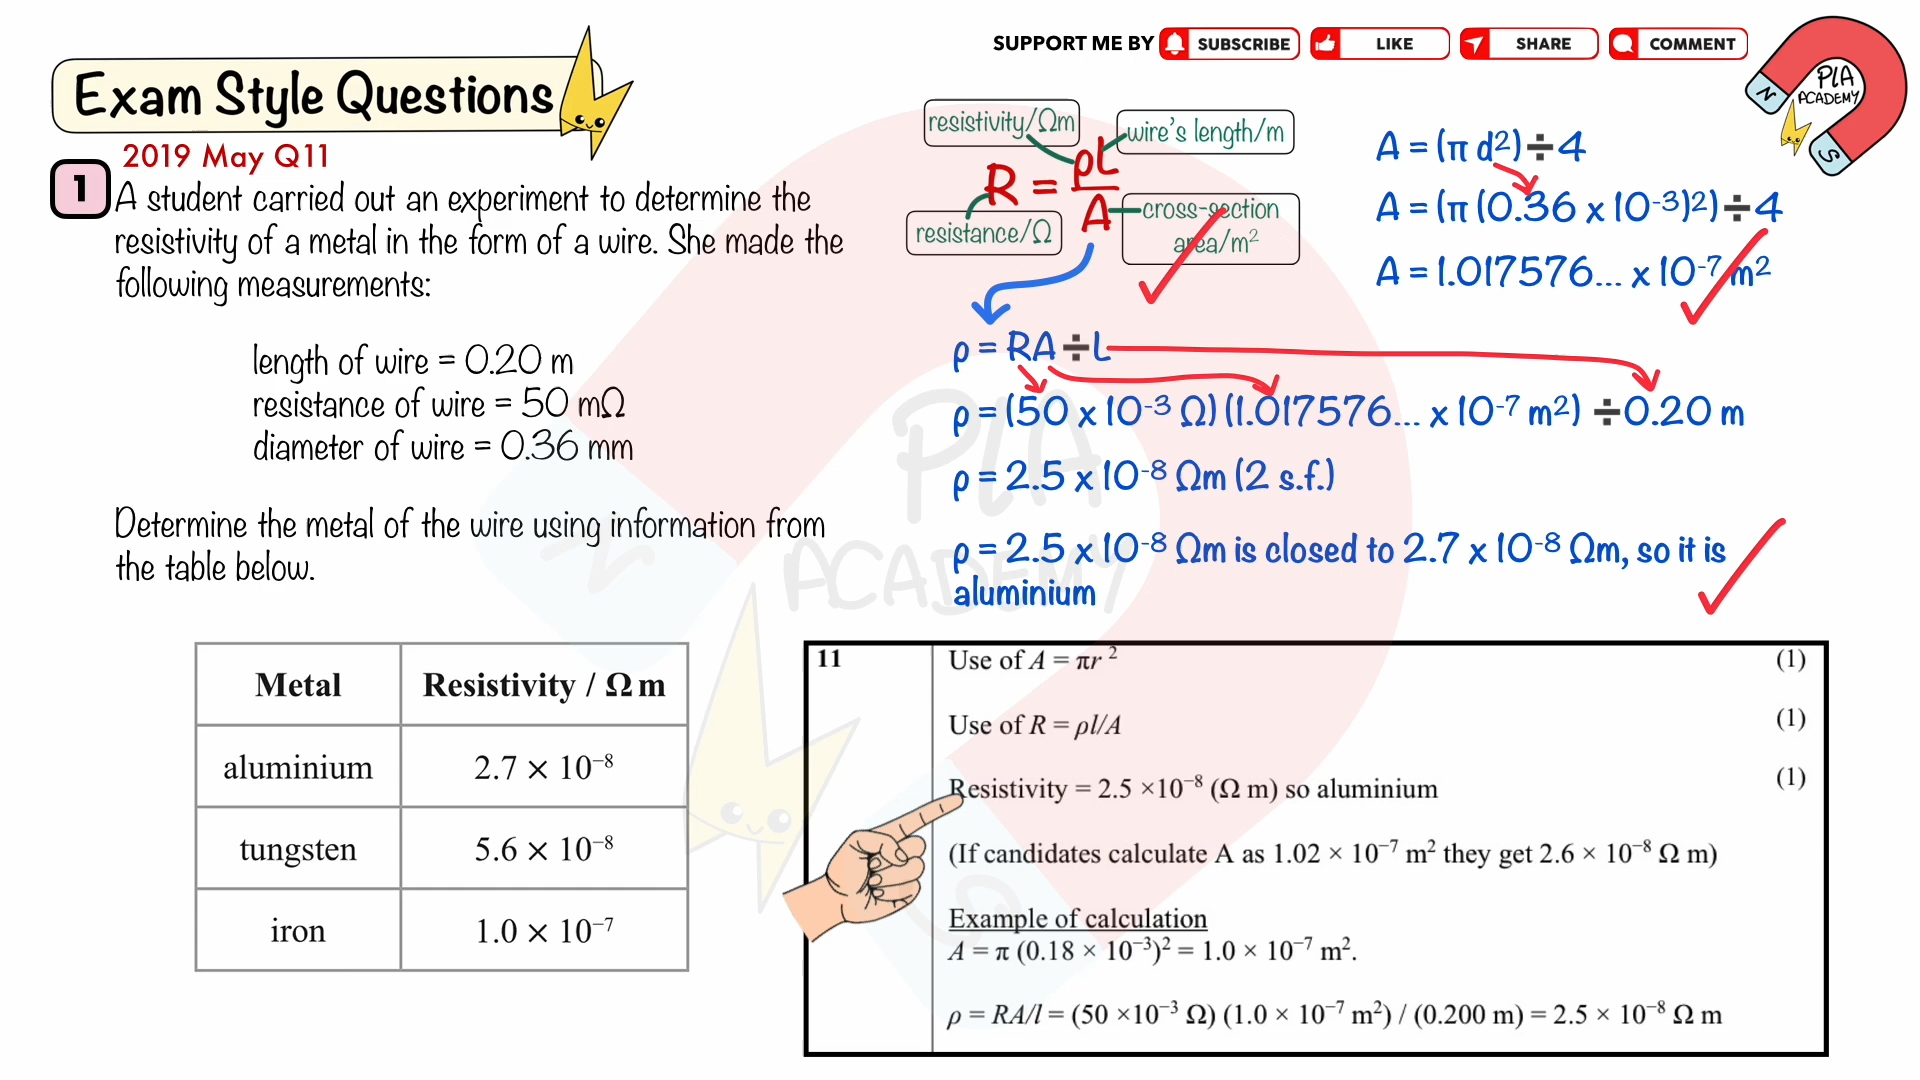 SUPPORT ME BY
SUBSCRIBE
LIKE
SHARE
COMMENT
PLA
ACADEMY
N
S
Exam Style Questions
2019 May Q11
1
A student carried out an experiment to determine the
resistivity of a metal in the form of a wire. She made the
following measurements:
length of wire = 0.20 m
resistance of wire = 50 mΩ
diameter of wire = 0.36 mm
Determine the metal of the wire using information from
the table below.
Metal Resistivity / Ω m
aluminium 2.7 × 10⁻⁸
tungsten 5.6 × 10⁻⁸
iron 1.0 × 10⁻⁷
resistivity/Ωm
wire's length/m
R = ρL/A
resistance/Ω
cross-section
area/m²
A = (π d²)÷4
A = (π (0.36 x 10⁻³)²)÷4
A = 1.017576... x 10⁻⁷ m²
ρ = RA÷L
ρ = (50 x 10⁻³ Ω) (1.017576... x 10⁻⁷ m²) ÷0.20 m
ρ = 2.5 x 10⁻⁸ Ωm (2 s.f.)
ρ = 2.5 x 10⁻⁸ Ωm is closed to 2.7 x 10⁻⁸ Ωm, so it is
aluminium
PLA
ACADEMY
11 Use of A = πr² (1)
Use of R = ρl/A (1)
Resistivity = 2.5 ×10⁻⁸ (Ω m) so aluminium (1)
(If candidates calculate A as 1.02 × 10⁻⁷ m² they get 2.6 × 10⁻⁸ Ω m)
Example of calculation
A = π (0.18 × 10⁻³)² = 1.0 × 10⁻⁷ m².
ρ = RA/l = (50 ×10⁻³ Ω) (1.0 × 10⁻⁷ m²) / (0.200 m) = 2.5 × 10⁻⁸ Ω m